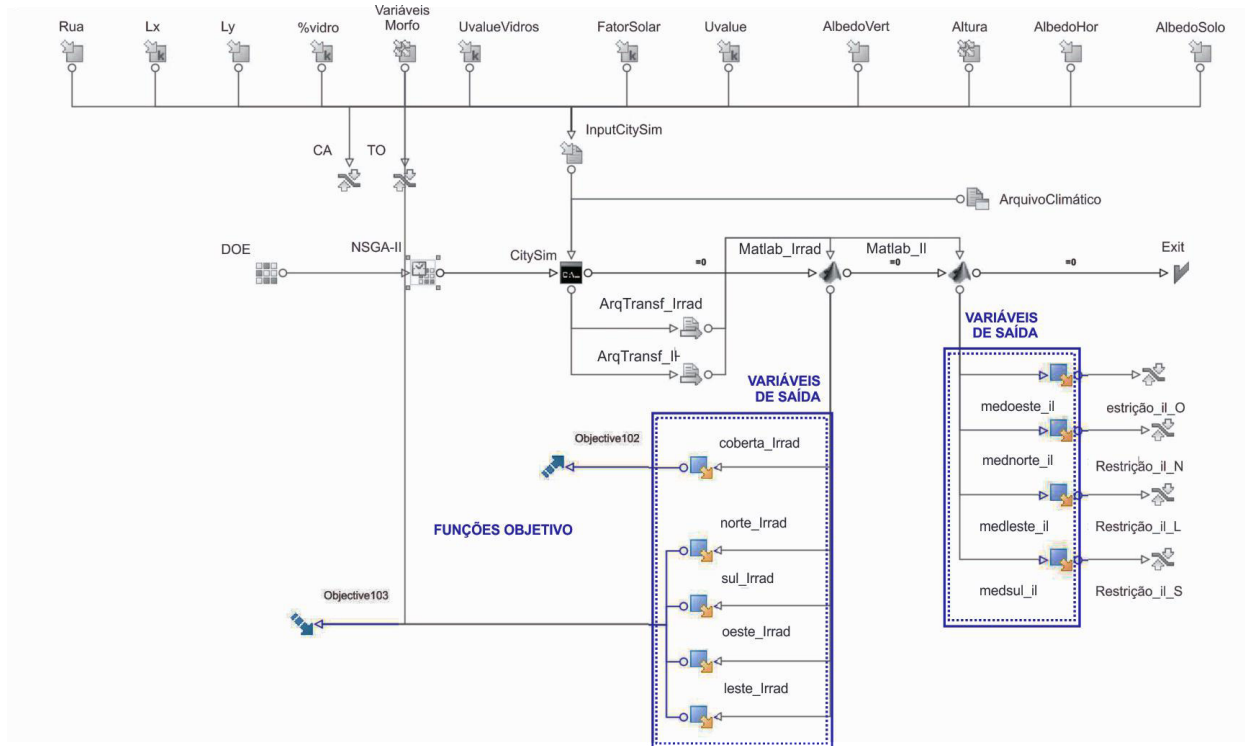 Variáveis
Rua Lx Ly %vidro Morfo UvalueVidros FatorSolar Uvalue AlbedoVert Altura AlbedoHor AlbedoSolo
k k k k
InputCitySim
CA TO
ArquivoClimático
DOE NSGA-II CitySim Matlab_Irrad Matlab_Il Exit
C:\_ =0 =0 =0
ArqTransf_Irrad
ArqTransf_Il
VARIÁVEIS
DE SAÍDA
VARIÁVEIS
DE SAÍDA
medoeste_il estrição_il_O
Objective102 coberta_Irrad
mednorte_il Restrição_il_N
FUNÇÕES OBJETIVO norte_Irrad
medleste_il Restrição_il_L
sul_Irrad
Objective103 medsul_il Restrição_il_S
oeste_Irrad
leste_Irrad